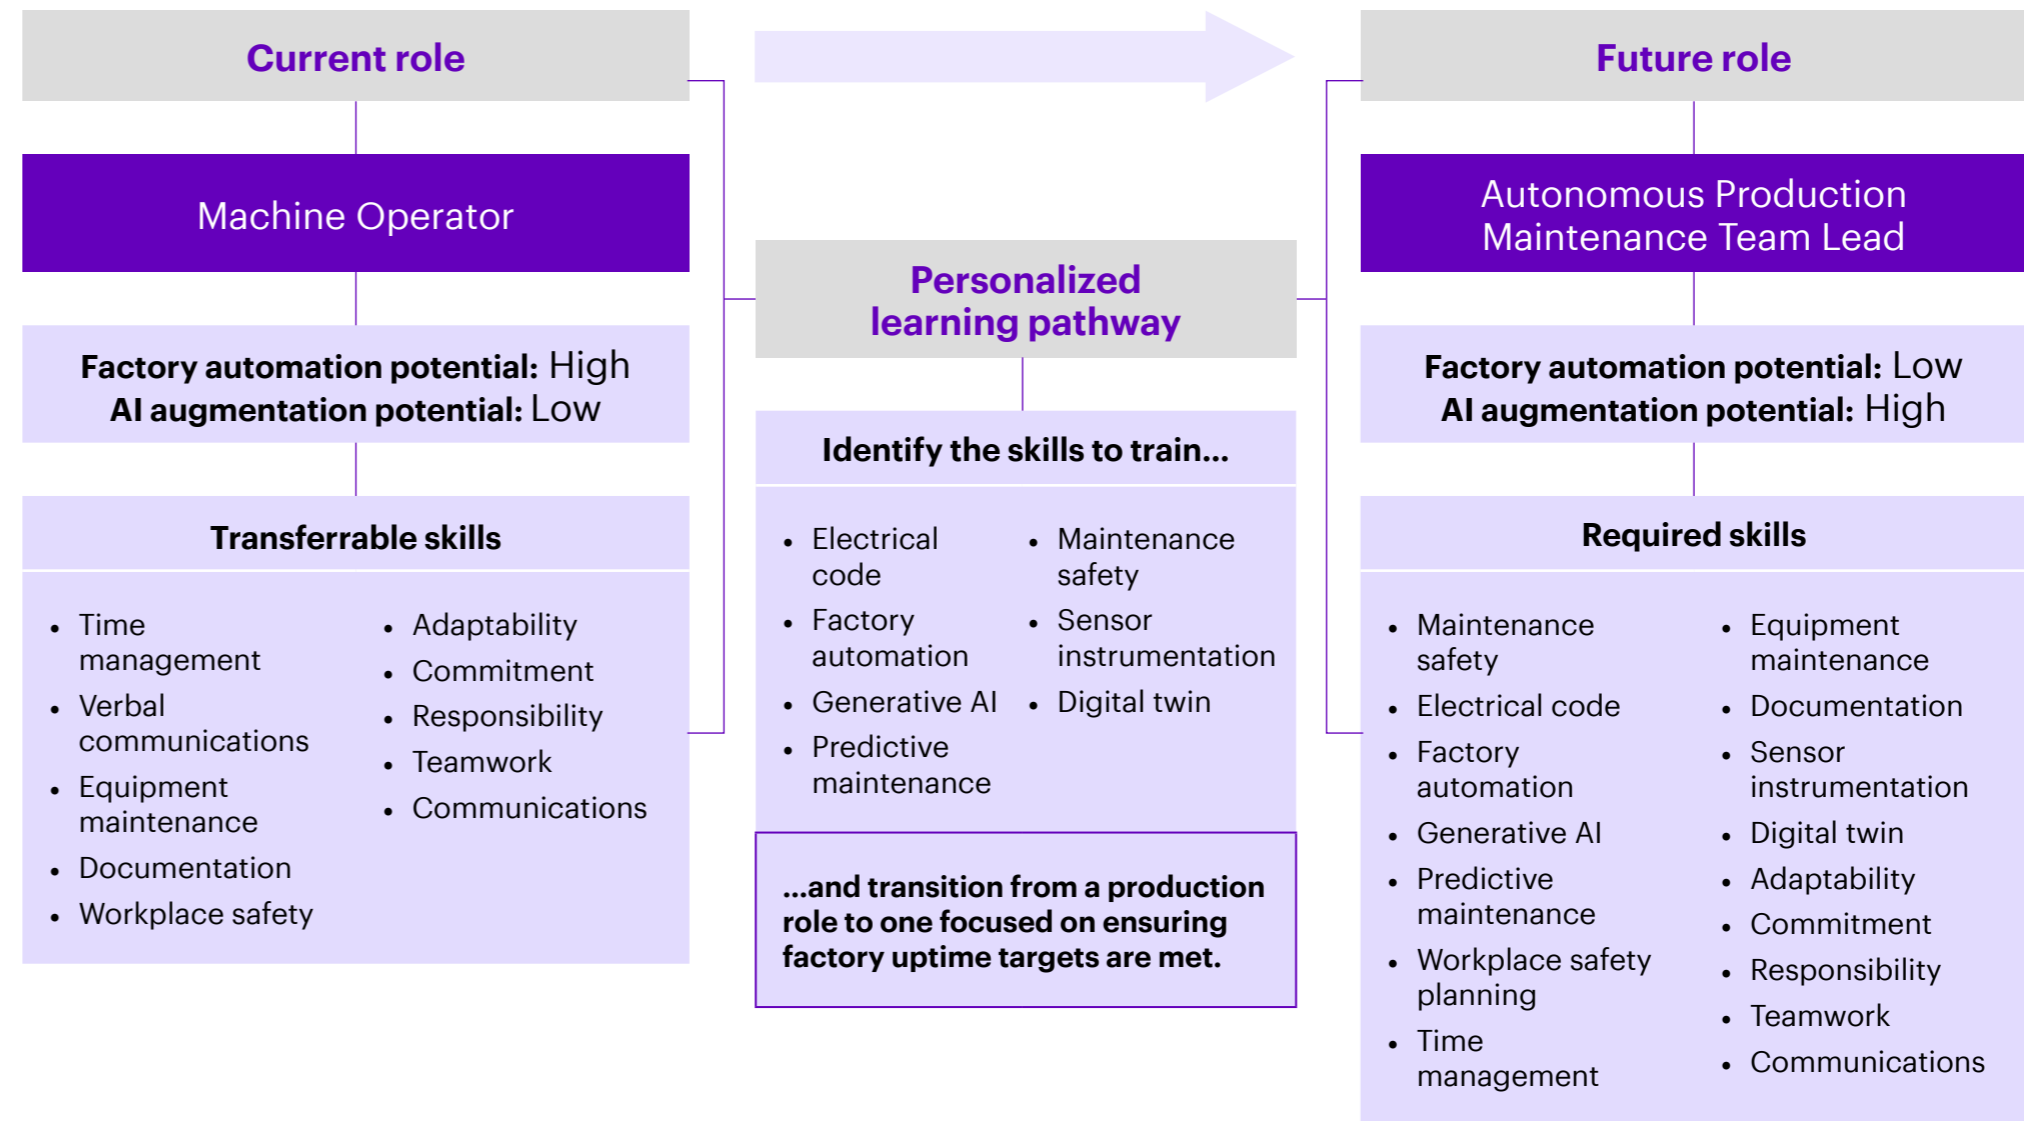 Current role
Machine Operator
Factory automation potential: High
AI augmentation potential: Low
Transferrable skills
• Time
management
• Verbal
communications
• Equipment
maintenance
• Documentation
• Workplace safety
• Adaptability
• Commitment
• Responsibility
• Teamwork
• Communications
Personalized
learning pathway
Identify the skills to train...
• Electrical
code
• Factory
automation
• Generative AI
• Predictive
maintenance
• Maintenance
safety
• Sensor
instrumentation
• Digital twin
...and transition from a production
role to one focused on ensuring
factory uptime targets are met.
Future role
Autonomous Production
Maintenance Team Lead
Factory automation potential: Low
AI augmentation potential: High
Required skills
• Maintenance
safety
• Electrical code
• Factory
automation
• Generative AI
• Predictive
maintenance
• Workplace safety
planning
• Time
management
• Equipment
maintenance
• Documentation
• Sensor
instrumentation
• Digital twin
• Adaptability
• Commitment
• Responsibility
• Teamwork
• Communications